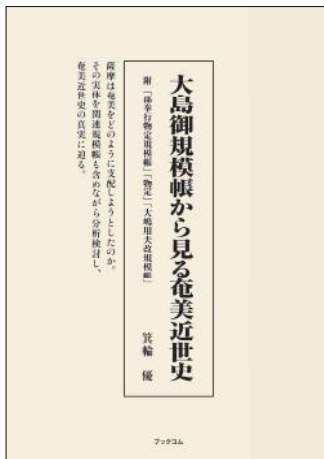 大島御規模帳から見る奄美近世史
附「郡奉行物定規模帳」「物定」「大嶋用夫改規模帳」
箕輪 優
薩摩は奄美をどのように支配しようとしたのか。
その実体を関連規模帳も含めながら分析検討し、
奄美近世史の真実に迫る。
ブックコム